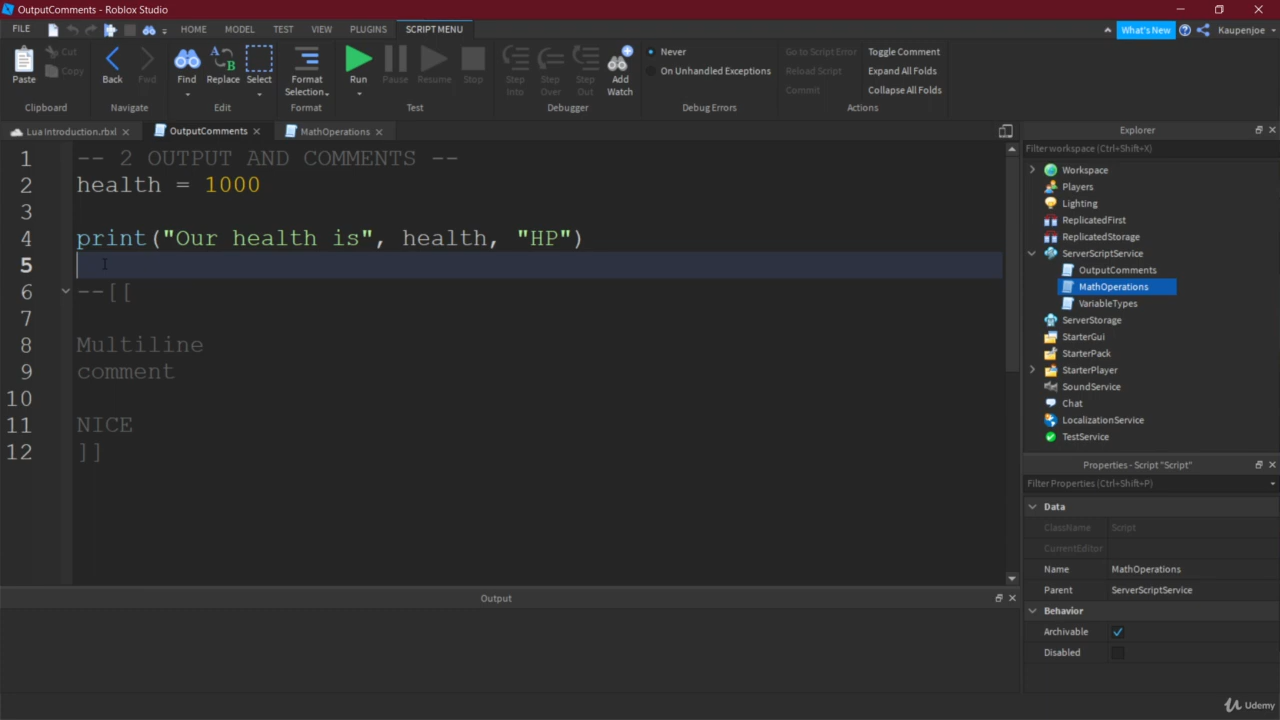 OutputComments - Roblox Studio
FILE HOME MODEL TEST VIEW PLUGINS SCRIPT MENU What's New Kaupenjoe
Paste Cut Copy Back Fwd Find Replace Select Format Selection Run Pause Resume Stop Step Into Step Over Step Out Add Watch Never On Unhandled Exceptions Go to Script Error Reload Script Commit Toggle Comment Expand All Folds Collapse All Folds
Clipboard Navigate Edit Format Test Debugger Debug Errors Actions
Lua Introduction.rbxl OutputComments MathOperations
1 -- 2 OUTPUT AND COMMENTS --
2 health = 1000
3
4 print("Our health is", health, "HP")
5
6 --[[
7
8 Multiline
9 comment
10
11 NICE
12 ]]
Output
Explorer
Filter workspace (Ctrl+Shift+X)
Workspace
Players
Lighting
ReplicatedFirst
ReplicatedStorage
ServerScriptService
OutputComments
MathOperations
VariableTypes
ServerStorage
StarterGui
StarterPack
StarterPlayer
SoundService
Chat
LocalizationService
TestService
Properties - Script "Script"
Filter Properties (Ctrl+Shift+P)
Data
ClassName Script
CurrentEditor
Name MathOperations
Parent ServerScriptService
Behavior
Archivable
Disabled
Udemy